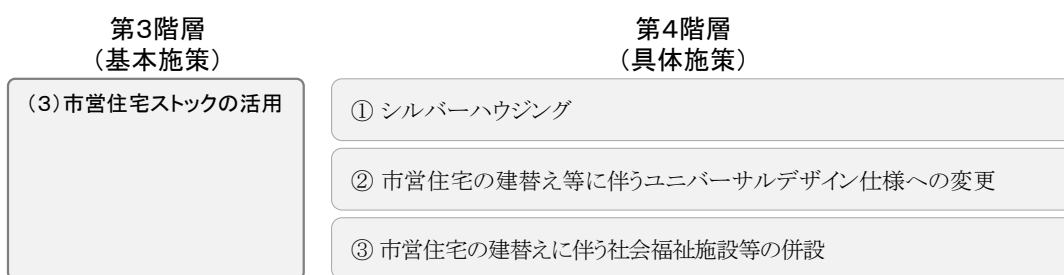 第3階層
（基本施策）
第4階層
（具体施策）
（3）市営住宅ストックの活用
① シルバーハウジング
② 市営住宅の建替え等に伴うユニバーサルデザイン仕様への変更
③ 市営住宅の建替えに伴う社会福祉施設等の併設